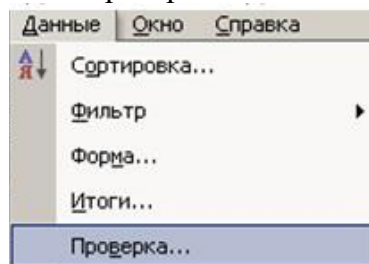 Данные Окно Справка
Сортировка...
Фильтр
Форма...
Итоги...
Проверка...